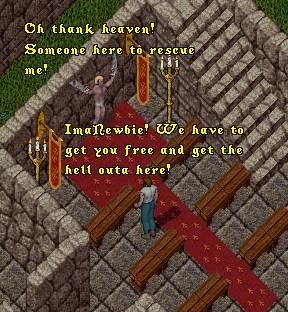 Oh thank heaven!
Someone here to rescue
me!
ImaNewbie! We have to
get you free and get the
hell outa here!